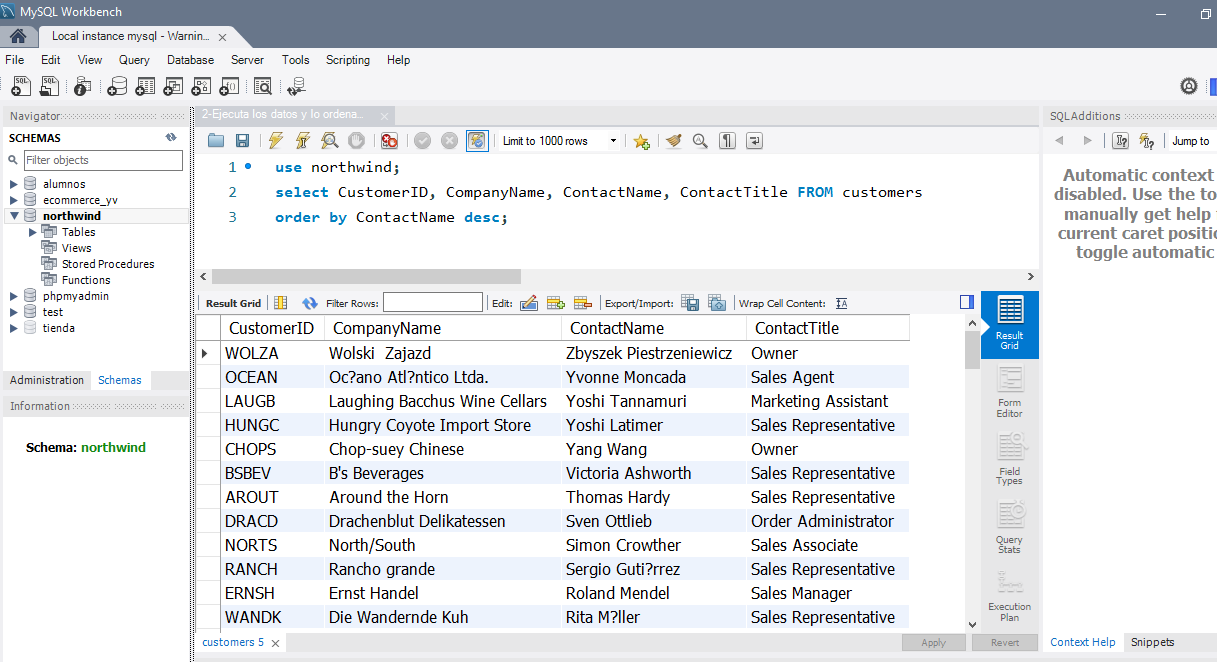 MySQL Workbench
Local instance mysql - Warnin...
File Edit View Query Database Server Tools Scripting Help
Navigator
SCHEMAS
Filter objects
alumnos
ecommerce_yv
northwind
Tables
Views
Stored Procedures
Functions
phpmyadmin
test
tienda
Administration Schemas
Information
Schema: northwind
2-Ejecuta los datos y lo ordena...
Limit to 1000 rows
1 use northwind;
2 select CustomerID, CompanyName, ContactName, ContactTitle FROM customers
3 order by ContactName desc;
Result Grid Filter Rows: Edit: Export/Import: Wrap Cell Content:
CustomerID CompanyName ContactName ContactTitle
WOLZA Wolski  Zajazd Zbyszek Piestrzeniewicz Owner
OCEAN Oc?ano Atl?ntico Ltda. Yvonne Moncada Sales Agent
LAUGB Laughing Bacchus Wine Cellars Yoshi Tannamuri Marketing Assistant
HUNGC Hungry Coyote Import Store Yoshi Latimer Sales Representative
CHOPS Chop-suey Chinese Yang Wang Owner
BSBEV B's Beverages Victoria Ashworth Sales Representative
AROUT Around the Horn Thomas Hardy Sales Representative
DRACD Drachenblut Delikatessen Sven Ottlieb Order Administrator
NORTS North/South Simon Crowther Sales Associate
RANCH Rancho grande Sergio Guti?rrez Sales Representative
ERNSH Ernst Handel Roland Mendel Sales Manager
WANDK Die Wandernde Kuh Rita M?ller Sales Representative
customers 5
Apply Revert
Result
Grid
Form
Editor
Field
Types
Query
Stats
Execution
Plan
SQLAdditions
Jump to
Automatic context
disabled. Use the to
manually get help
current caret positio
toggle automatic
Context Help Snippets